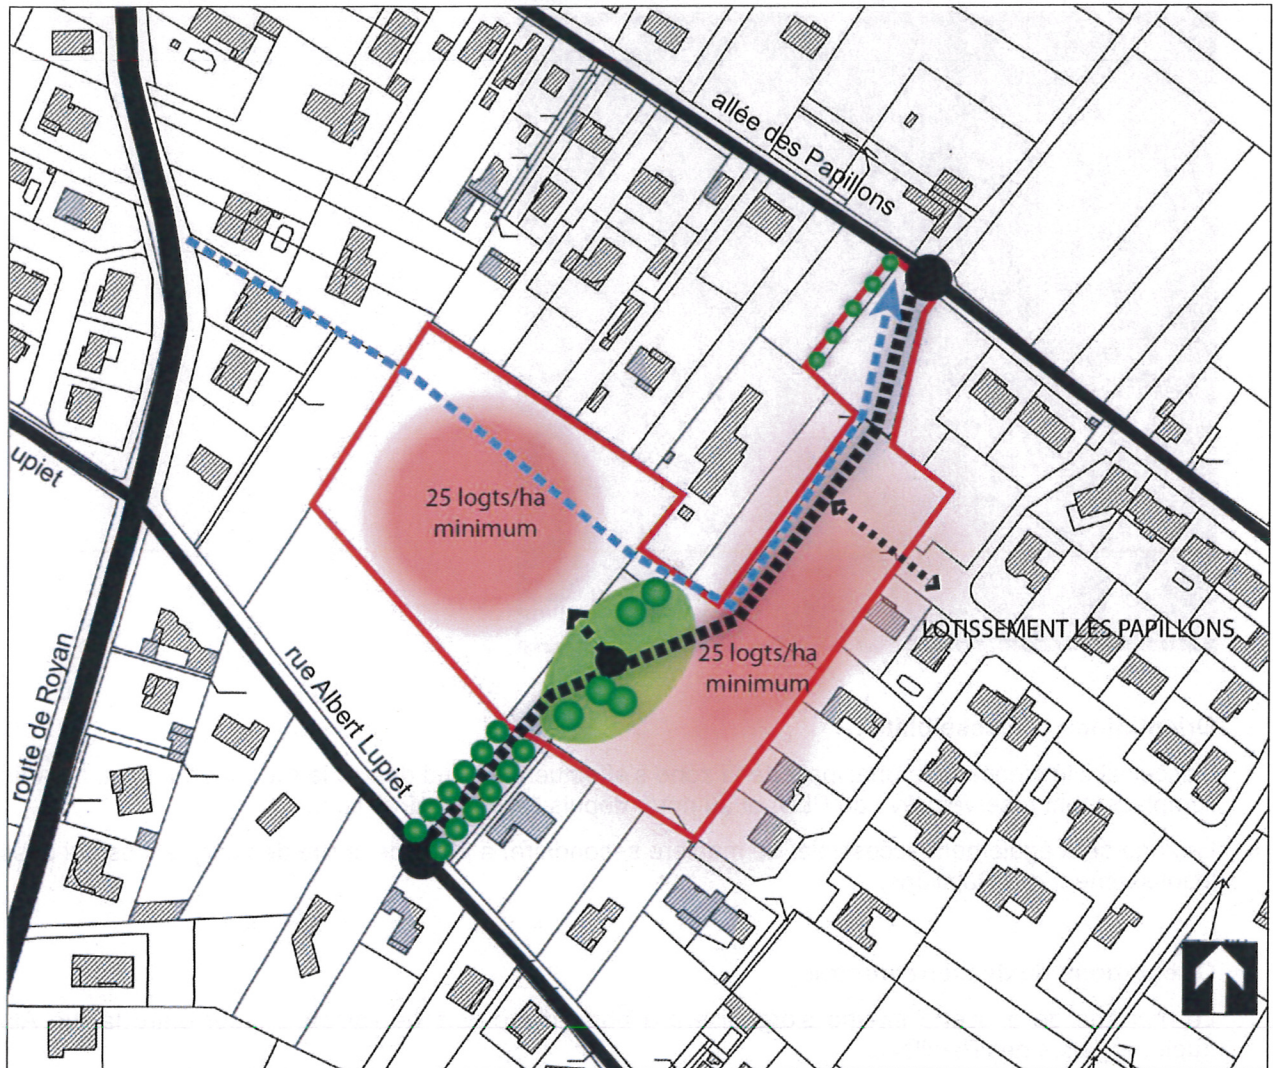 allée des Papillons
upiet
25 logts/ha
minimum
LOTISSEMENT LES PAPILLONS
25 logts/ha
minimum
rue Albert Lupiet
route de Royan